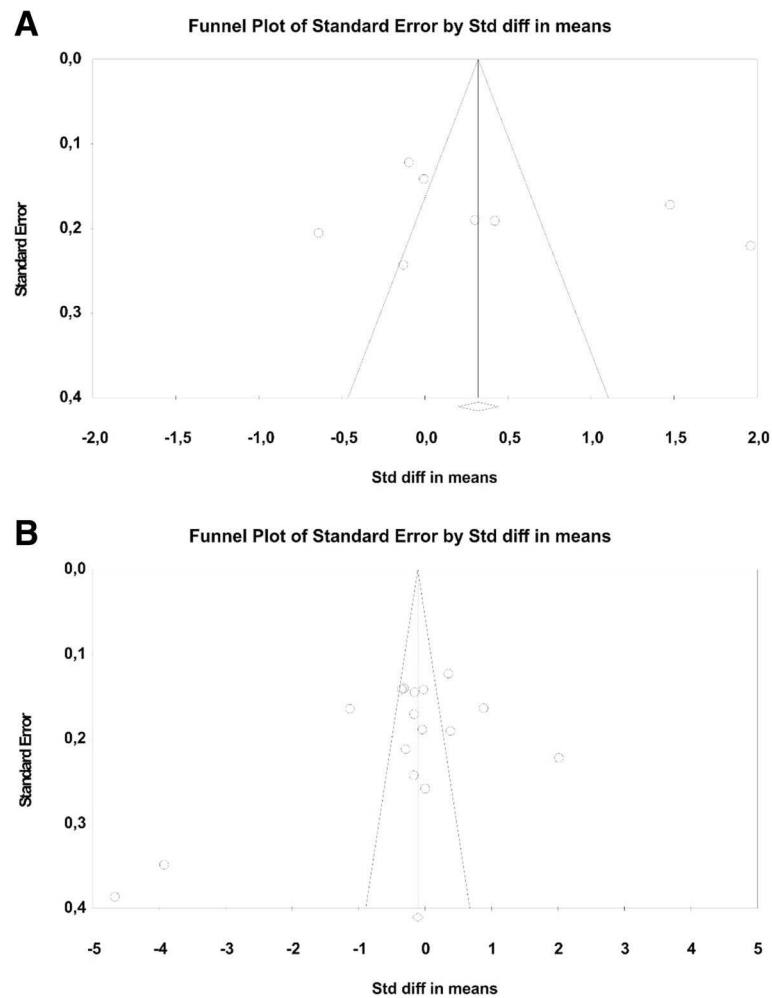 A
Funnel Plot of Standard Error by Std diff in means
0,0
0,1
0,2
0,3
0,4
Standard Error
-2,0 -1,5 -1,0 -0,5 0,0 0,5 1,0 1,5 2,0
Std diff in means
B
Funnel Plot of Standard Error by Std diff in means
0,0
0,1
0,2
0,3
0,4
Standard Error
-5 -4 -3 -2 -1 0 1 2 3 4 5
Std diff in means